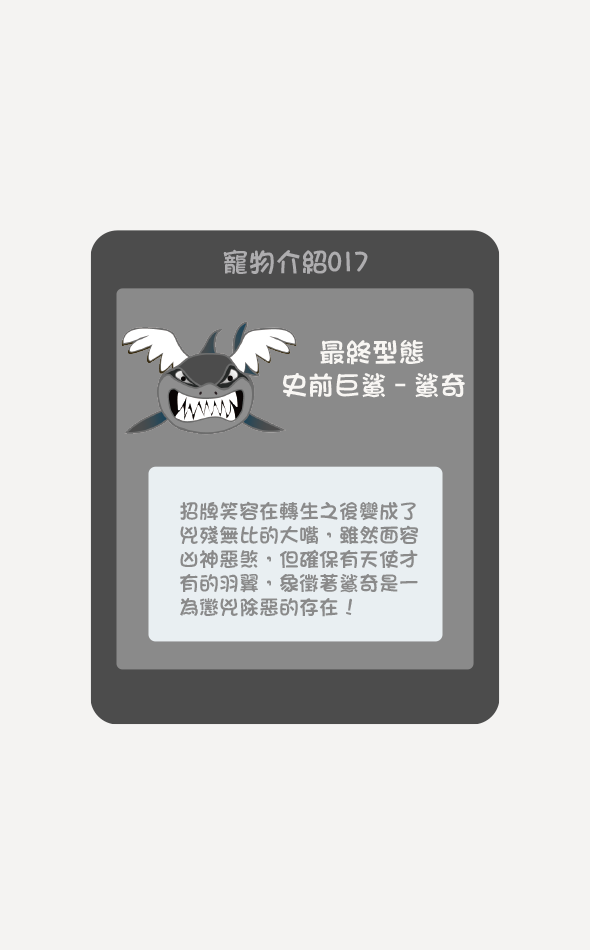 寵物介紹017
最終型態
史前巨鯊 - 鯊奇
招牌笑容在轉生之後變成了
兇殘無比的大嘴，雖然面容
凶神惡煞，但確保有天使才
有的羽翼，象徵著鯊奇是一
為懲兇除惡的存在！